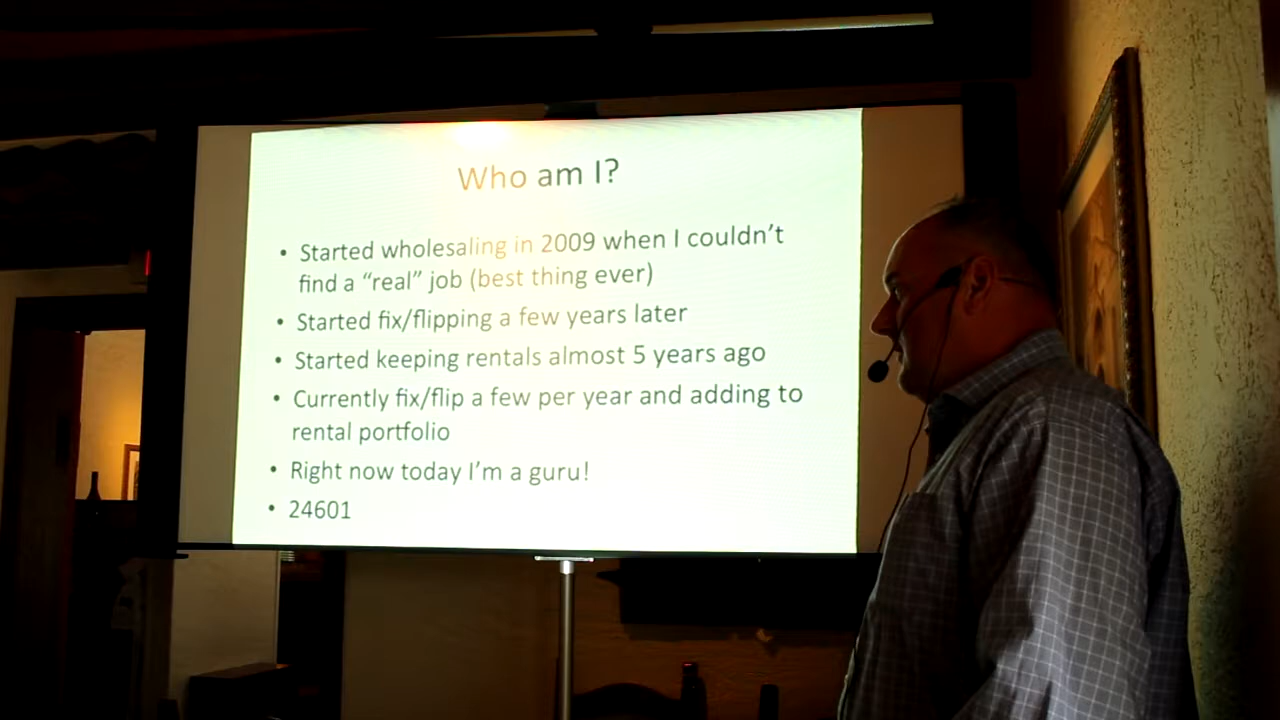 Who am I?
• Started wholesaling in 2009 when I couldn't
find a “real” job (best thing ever)
• Started fix/flipping a few years later
• Started keeping rentals almost 5 years ago
• Currently fix/flip a few per year and adding to
rental portfolio
• Right now today I'm a guru!
• 24601